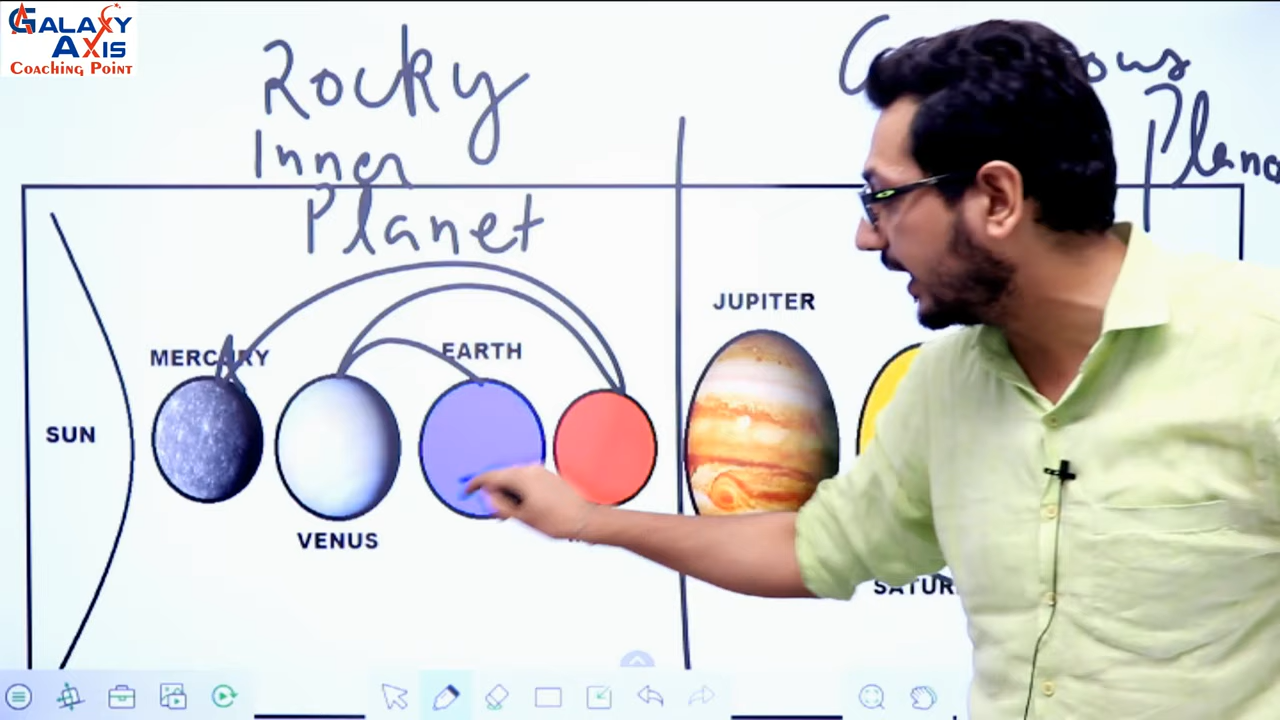 GALAXY
AXIS
COACHING POINT
Rocky
Inner
Planet
JUPITER
MERCURY
EARTH
SUN
VENUS